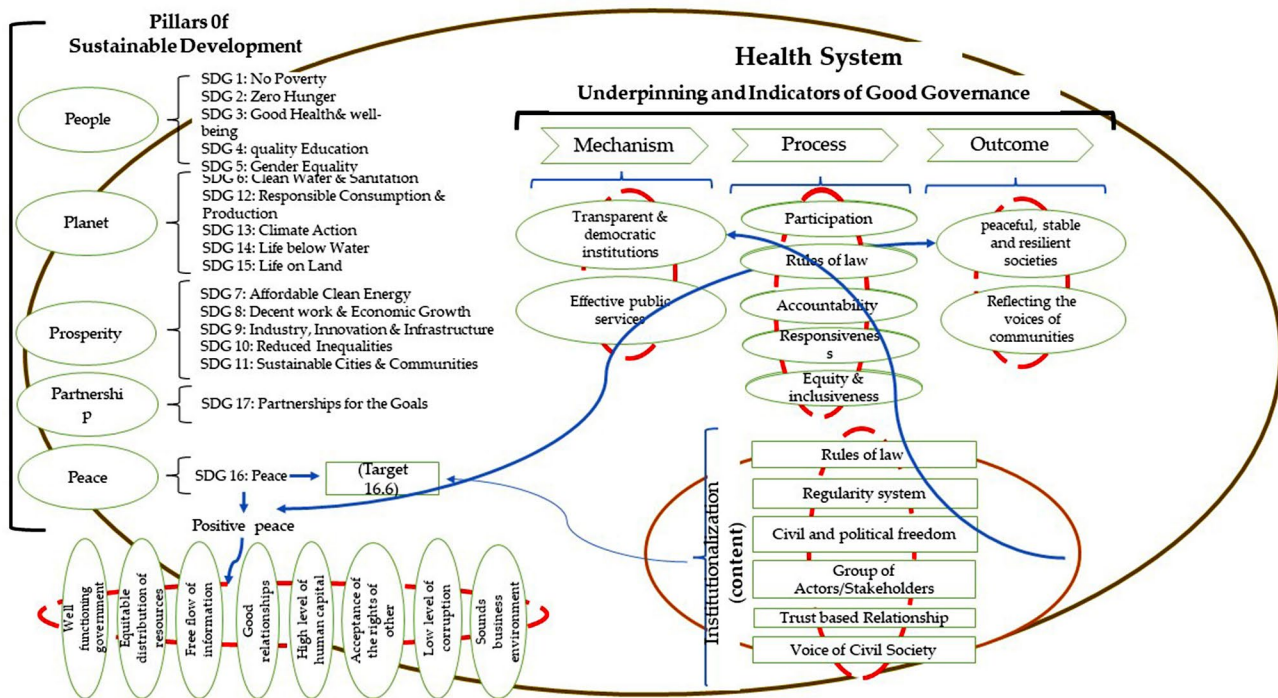 Pillars 0f
Sustainable Development
People
SDG 1: No Poverty
SDG 2: Zero Hunger
SDG 3: Good Health& well-
being
SDG 4: quality Education
SDG 5: Gender Equality
Planet
SDG 6: Clean Water & Sanitation
SDG 12: Responsible Consumption &
Production
SDG 13: Climate Action
SDG 14: Life below Water
SDG 15: Life on Land
Prosperity
SDG 7: Affordable Clean Energy
SDG 8: Decent work & Economic Growth
SDG 9: Industry, Innovation & Infrastructure
SDG 10: Reduced Inequalities
SDG 11: Sustainable Cities & Communities
Partnershi
p
SDG 17: Partnerships for the Goals
Peace
SDG 16: Peace
(Target
16.6)
Positive peace
Well
functioning
government
Equitable
distribution of
resources
Free flow of
information
Good
relationships
High level of
human capital
Acceptance of
the rights of
other
Low level of
corruption
Sounds
business
environment
Health System
Underpinning and Indicators of Good Governance
Mechanism
Process
Outcome
Transparent &
democratic
institutions
Effective public
services
Participation
Rules of law
Accountability
Responsivenes
s
Equity &
inclusiveness
peaceful, stable
and resilient
societies
Reflecting the
voices of
communities
Institutionalization
(content)
Rules of law
Regularity system
Civil and political freedom
Group of
Actors/Stakeholders
Trust based Relationship
Voice of Civil Society